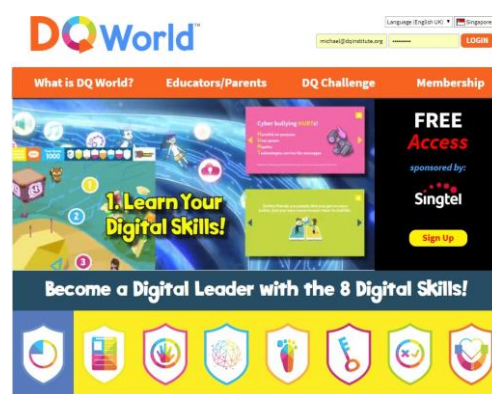 DQWorld™
Language (English UK)
Singapore
michael@dqinstitute.org
LOGIN
What is DQ World?
Educators/Parents
DQ Challenge
Membership
Cyber bullying HURTs!
1. Learn Your
Digital Skills!
FREE
Access
sponsored by:
Singtel
Sign Up
Become a Digital Leader with the 8 Digital Skills!